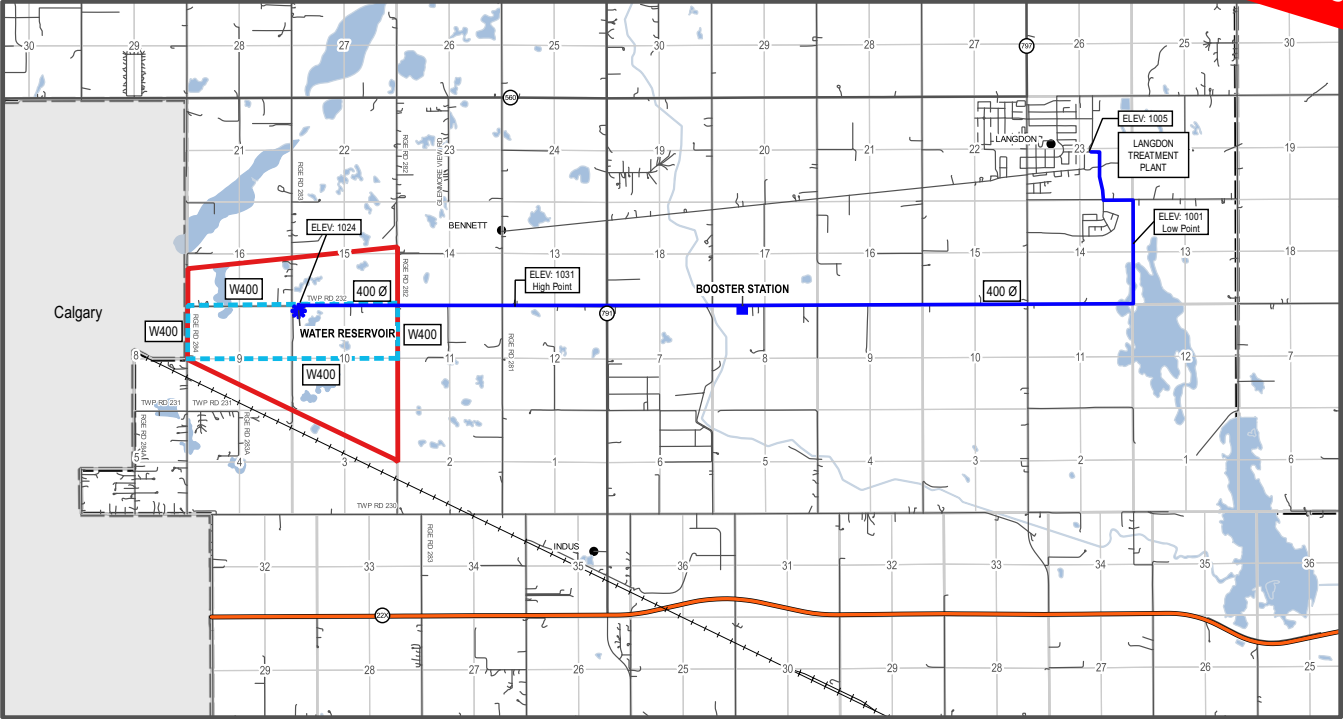 30 29 28 27 26 25 30 29 28 27 26 25 30
797
560
ELEV: 1005
LANGDON
21 22 23 24 19 20 21 22 23 19
LANGDON
TREATMENT
PLANT
RGE RD 283
RGE RD 282
GLENMORE VIEW RD
ELEV: 1024
BENNETT
ELEV: 1001
Low Point
16 15 14 13 18 17 16 15 14 13 18
RGE RD 282
ELEV: 1031
High Point
W400
400 Ø
BOOSTER STATION
400 Ø
TWP RD 232
791
Calgary
W400
RGE RD 284
WATER RESERVOIR
W400
RGE RD 281
8 9 10 11 12 7 8 9 10 11 12 7
W400
TWP RD 231
TWP RD 231
RGE RD 284A
RGE RD 283A
5 4 3 2 1 6 5 4 3 2 1 6
TWP RD 230
RGE RD 283
INDUS
32 33 34 35 36 31 32 33 34 35 36
22X
29 28 27 26 25 30 29 28 27 26 25